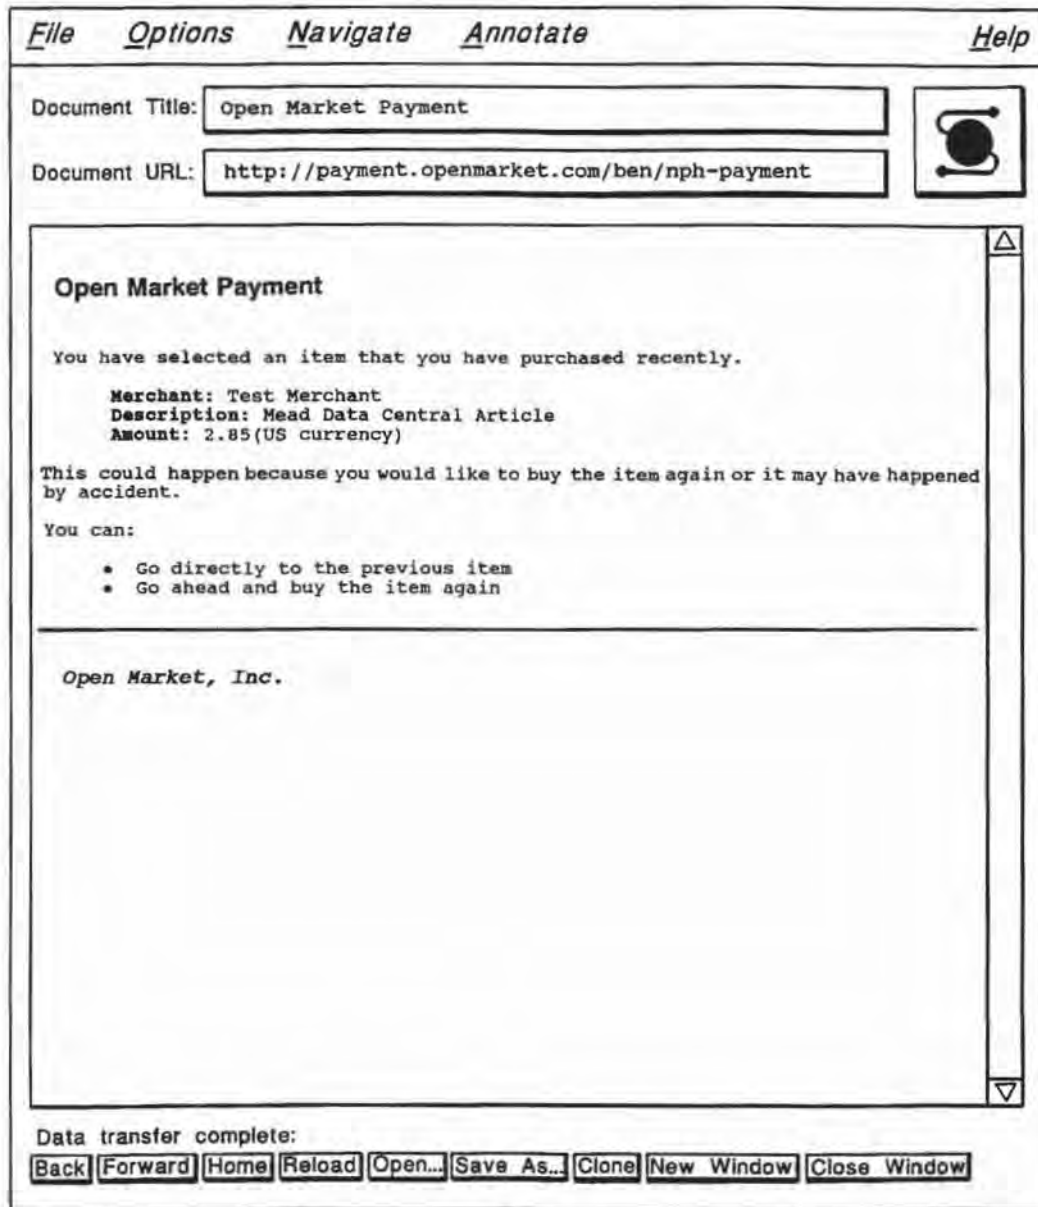 File Options Navigate Annotate Help
Document Title: Open Market Payment
Document URL: http://payment.openmarket.com/ben/nph-payment
Open Market Payment
You have selected an item that you have purchased recently.
Merchant: Test Merchant
Description: Mead Data Central Article
Amount: 2.85(US currency)
This could happen because you would like to buy the item again or it may have happened
by accident.
You can:
• Go directly to the previous item
• Go ahead and buy the item again
Open Market, Inc.
Data transfer complete:
Back Forward Home Reload Open... Save As... Clone New Window Close Window